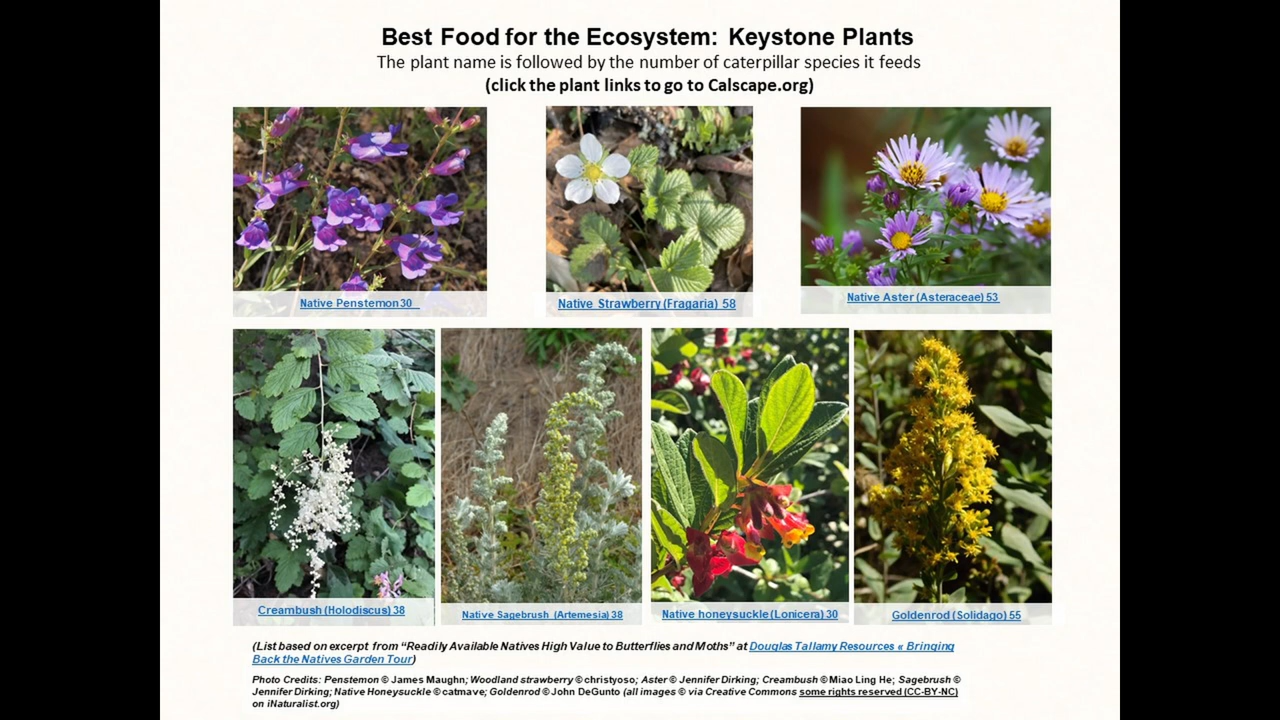 Best Food for the Ecosystem: Keystone Plants
The plant name is followed by the number of caterpillar species it feeds
(click the plant links to go to Calscape.org)
Native Penstemon30
Native Strawberry (Fragaria) 58
Native Aster (Asteraceae) 53
Creambush (Holodiscus) 38
Native Sagebrush (Artemesia) 38
Native honeysuckle (Lonicera) 30
Goldenrod (Solidago) 55
(List based on excerpt from “Readily Available Natives High Value to Butterflies and Moths” at Douglas Tallamy Resources « Bringing
Back the Natives Garden Tour)
Photo Credits: Penstemon © James Maughn; Woodland strawberry © christyoso; Aster © Jennifer Dirking; Creambush © Miao Ling He; Sagebrush ©
Jennifer Dirking; Native Honeysuckle © catmave; Goldenrod © John DeGunto (all images © via Creative Commons some rights reserved (CC-BY-NC)
on iNaturalist.org)